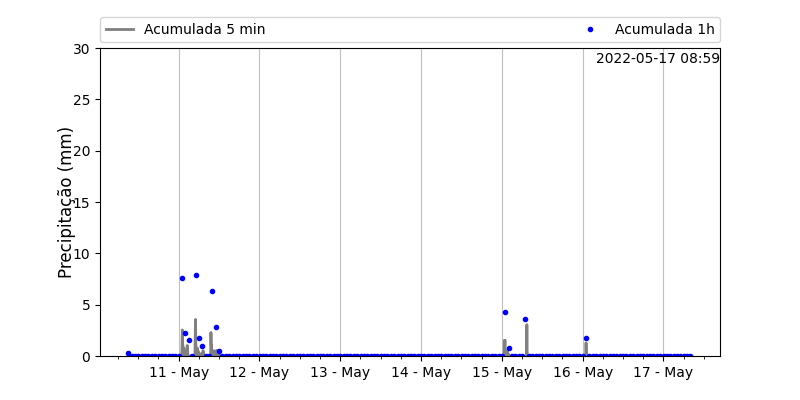 Acumulada 5 min
Acumulada 1h
2022-05-17 08:59
Precipitação (mm)
30
25
20
15
10
5
0
11 - May
12 - May
13 - May
14 - May
15 - May
16 - May
17 - May